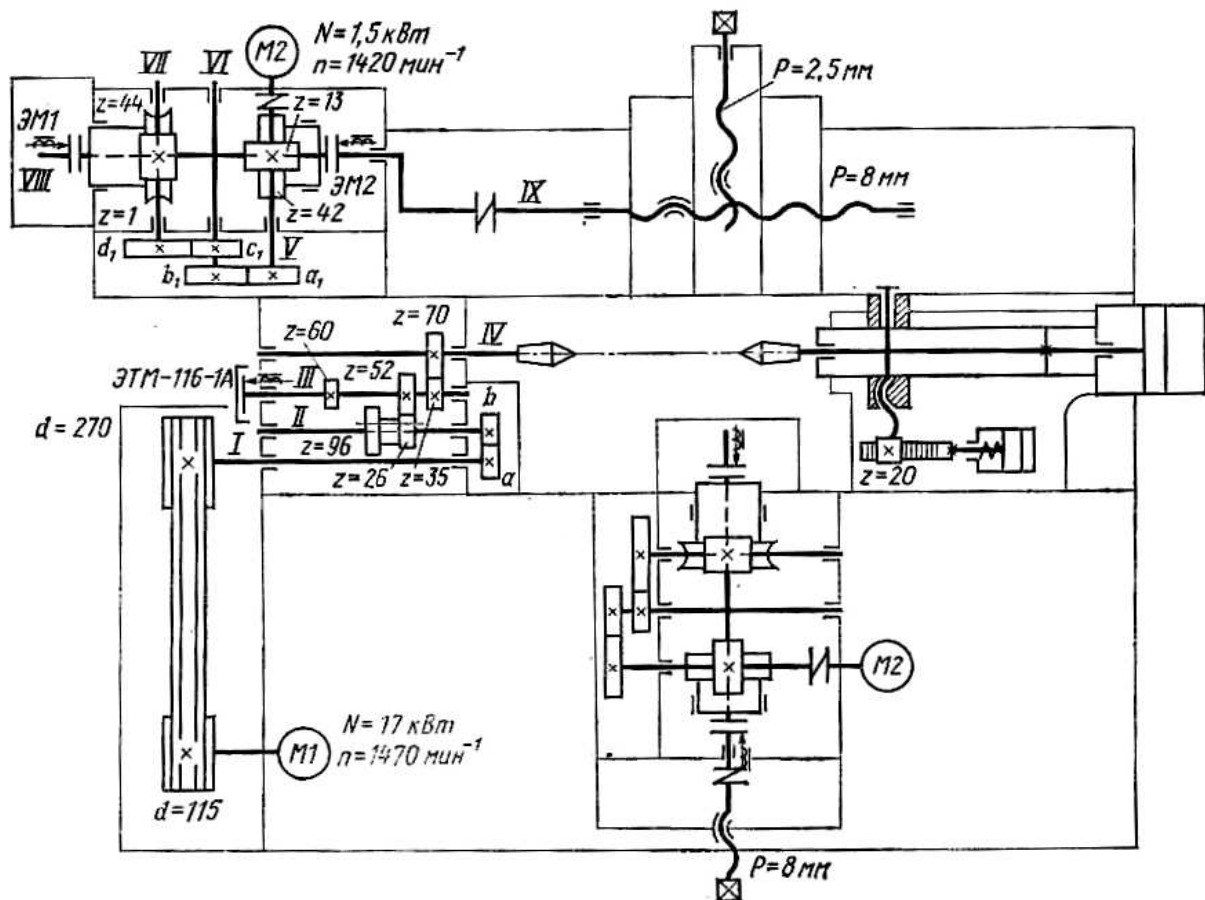 VII
VI
M2
N=1,5 кВт
n=1420 мин⁻¹
z=44
z=13
P=2,5 мм
ЭМ1
VIII
ЭМ2
IX
P=8 мм
z=1
z=42
d₁
c₁
V
b₁
a₁
z=70
z=60
IV
ЭТМ-116-1А
III
z=52
d=270
I
II
b
z=96
z=26
z=35
a
z=20
M2
M1
N=17 кВт
n=1470 мин⁻¹
d=115
P=8 мм